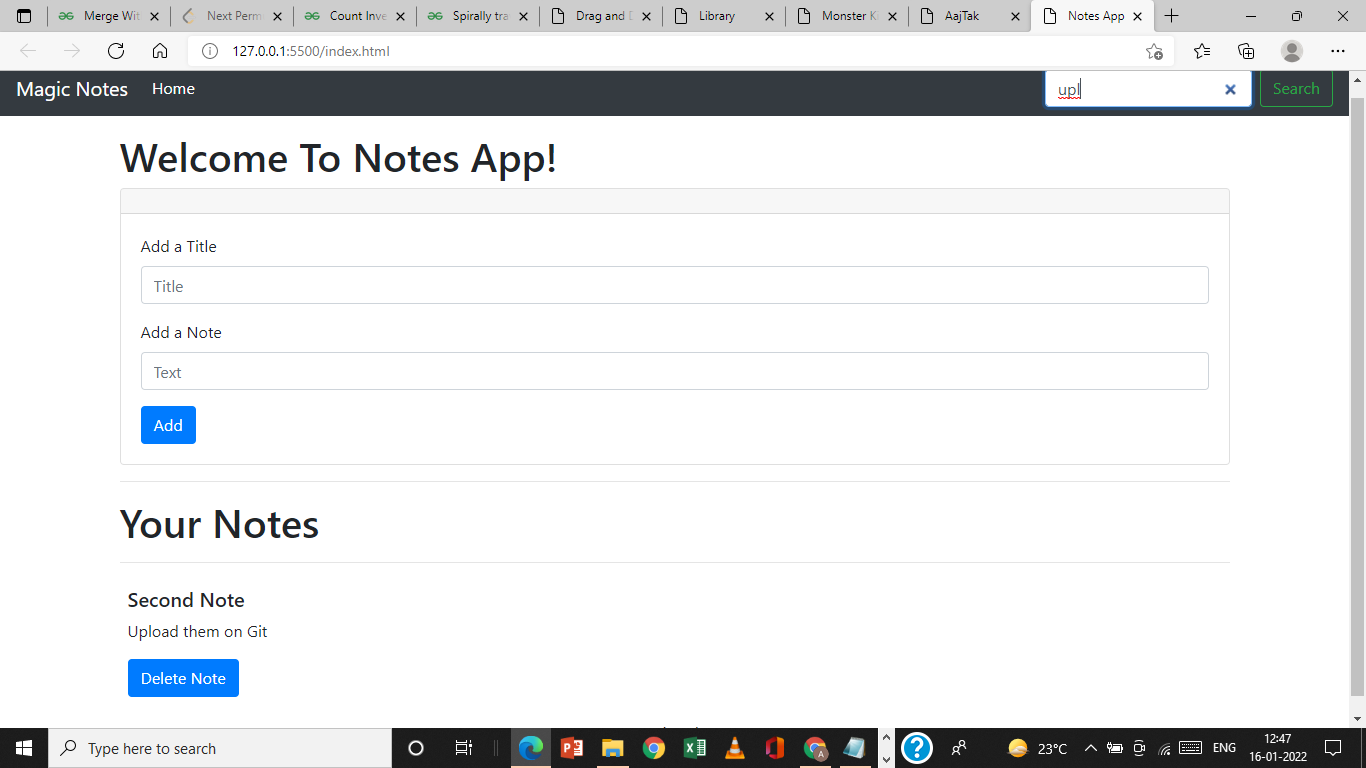 Merge Wit
Next Perm
Count Inve
Spirally tra
Drag and D
Library
Monster K
AajTak
Notes App
127.0.0.1:5500/index.html
Magic Notes
Home
upl
Search
Welcome To Notes App!
Add a Title
Title
Add a Note
Text
Add
Your Notes
Second Note
Upload them on Git
Delete Note
Type here to search
23°C
ENG
12:47
16-01-2022